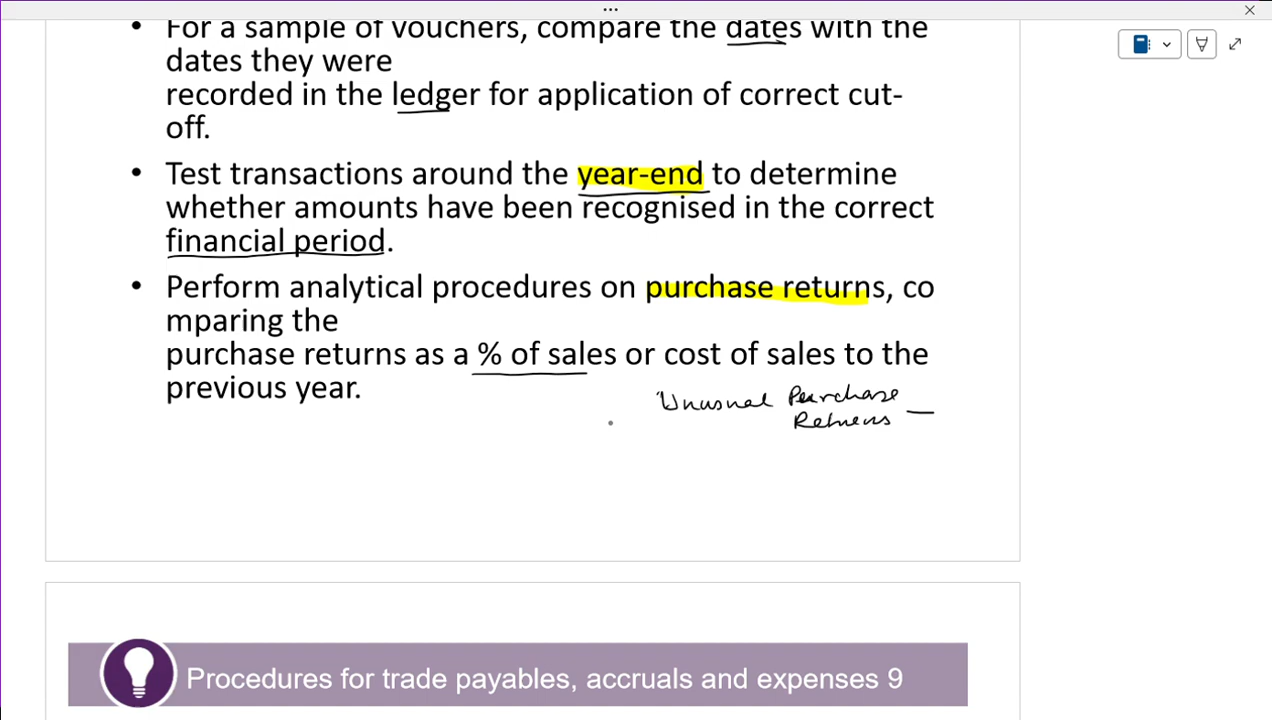 • For a sample of vouchers, compare the dates with the
dates they were
recorded in the ledger for application of correct cut-
off.
• Test transactions around the year-end to determine
whether amounts have been recognised in the correct
financial period.
• Perform analytical procedures on purchase returns, co
mparing the
purchase returns as a % of sales or cost of sales to the
previous year.
Unusual Purchase
Returns —
Procedures for trade payables, accruals and expenses 9